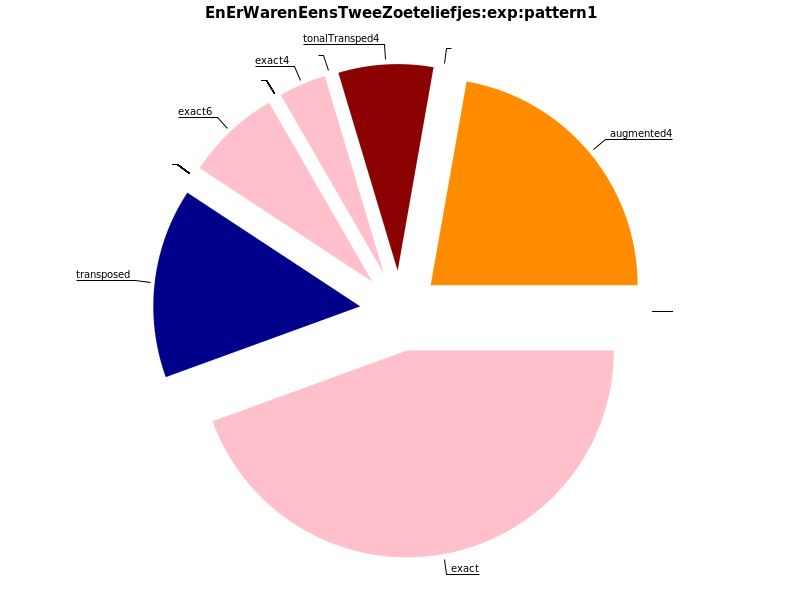 EnErWarenEensTweeZoeteliefjes:exp:pattern1
tonalTransped4
exact4
exact6
augmented4
transposed
exact